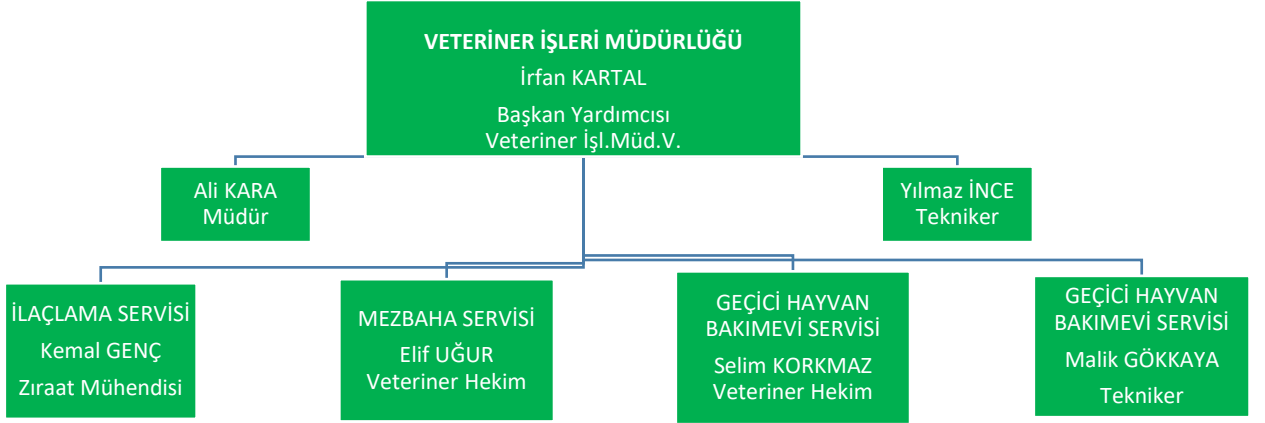 VETERİNER İŞLERİ MÜDÜRLÜĞÜ
İrfan KARTAL
Başkan Yardımcısı
Veteriner İşl.Müd.V.
Ali KARA
Müdür
Yılmaz İNCE
Tekniker
İLAÇLAMA SERVİSİ
Kemal GENÇ
Zıraat Mühendisi
MEZBAHA SERVİSİ
Elif UĞUR
Veteriner Hekim
GEÇİCİ HAYVAN
BAKIMEVİ SERVİSİ
Selim KORKMAZ
Veteriner Hekim
GEÇİCİ HAYVAN
BAKIMEVİ SERVİSİ
Malik GÖKKAYA
Tekniker